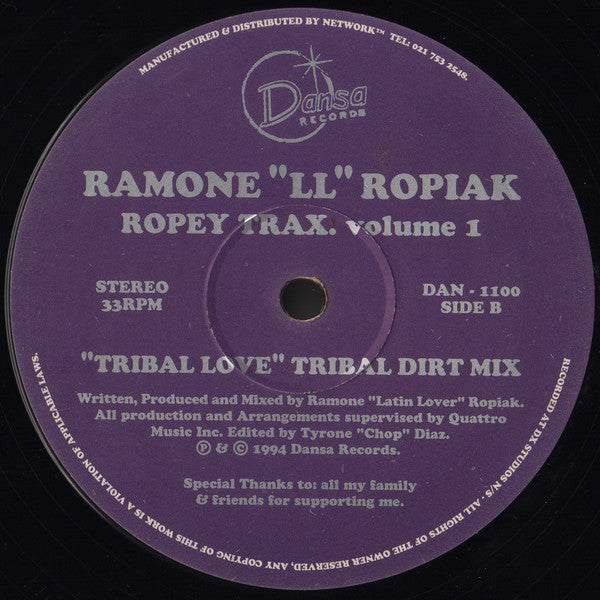 MANUFACTURED & DISTRIBUTED BY NETWORK™ TEL: 021 753 2548.
Dansa
RECORDS
RAMONE "LL" ROPIAK
ROPEY TRAX. volume 1
STEREO
33RPM
DAN - 1100
SIDE B
"TRIBAL LOVE" TRIBAL DIRT MIX
Written, Produced and Mixed by Ramone "Latin Lover" Ropiak.
All production and Arrangements supervised by Quattro
Music Inc. Edited by Tyrone "Chop" Diaz.
℗ & © 1994 Dansa Records.
Special Thanks to: all my family
& friends for supporting me.
RECORDED AT DX STUDIOS N/S - ALL RIGHTS OF THE OWNER RESERVED, ANY COPYING OF THIS WORK IS A VIOLATION OF APPLICABLE LAWS.